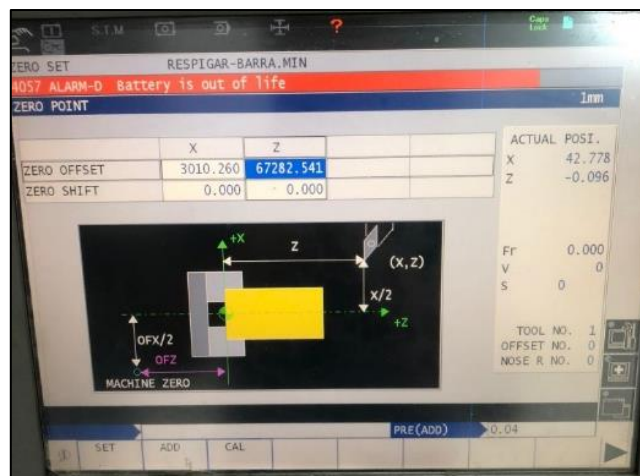 1 S.T.M ? Caps Lock
ZERO SET RESPIGAR-BARRA.MIN
4057 ALARM-D Battery is out of life
ZERO POINT 1mm
X Z
ZERO OFFSET 3010.260 67282.541
ZERO SHIFT 0.000 0.000
ACTUAL POSI.
X 42.778
Z -0.096
Fr 0.000
V 0
S 0
TOOL NO. 1
OFFSET NO. 0
NOSE R NO. 0
+X
Z
(X,Z)
X/2
+Z
OFX/2
OFZ
MACHINE ZERO
PRE(ADD) 0.04
SET ADD CAL